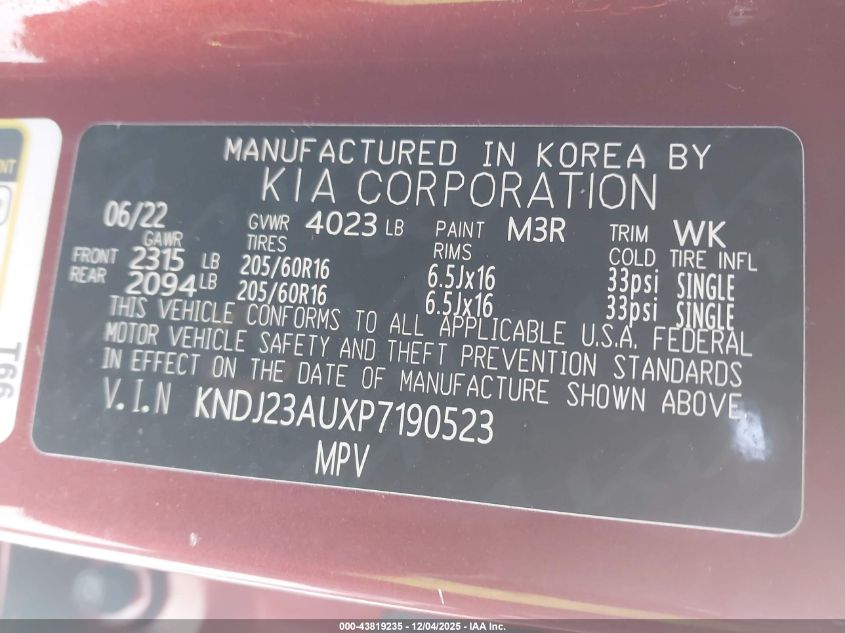 MANUFACTURED IN KOREA BY
KIA CORPORATION
06/22 GVWR 4023 LB PAINT M3R TRIM WK
GAWR TIRES RIMS COLD TIRE INFL
FRONT 2315 LB 205/60R16 6.5Jx16 33psi SINGLE
REAR 2094 LB 205/60R16 6.5Jx16 33psi SINGLE
THIS VEHICLE CONFORMS TO ALL APPLICABLE U.S.A. FEDERAL
MOTOR VEHICLE SAFETY AND THEFT PREVENTION STANDARDS
IN EFFECT ON THE DATE OF MANUFACTURE SHOWN ABOVE.
V.I.N KNDJ23AUXP7190523
MPV
000-43819235 - 12/04/2025 - IAA Inc.